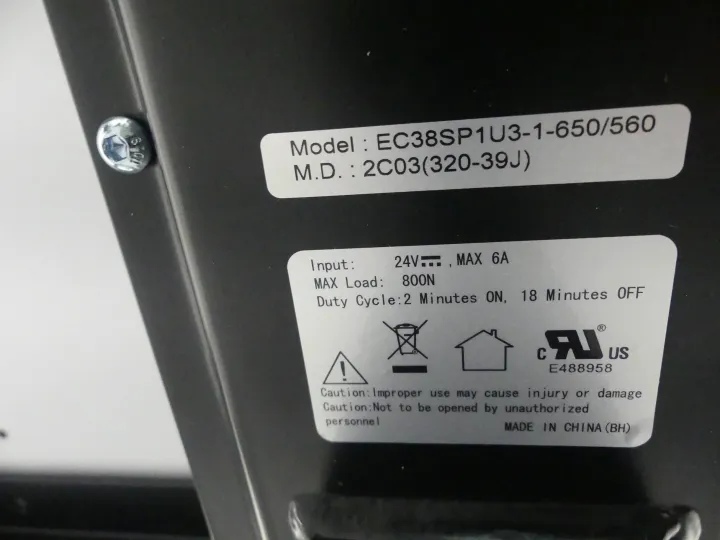 Model : EC38SP1U3-1-650/560
M.D. : 2C03(320-39J)
Input: 24V⎓, MAX 6A
MAX Load: 800N
Duty Cycle:2 Minutes ON, 18 Minutes OFF
c RU ® US
E488958
Caution:Improper use may cause injury or damage
Caution:Not to be opened by unauthorized
personnel
MADE IN CHINA(BH)